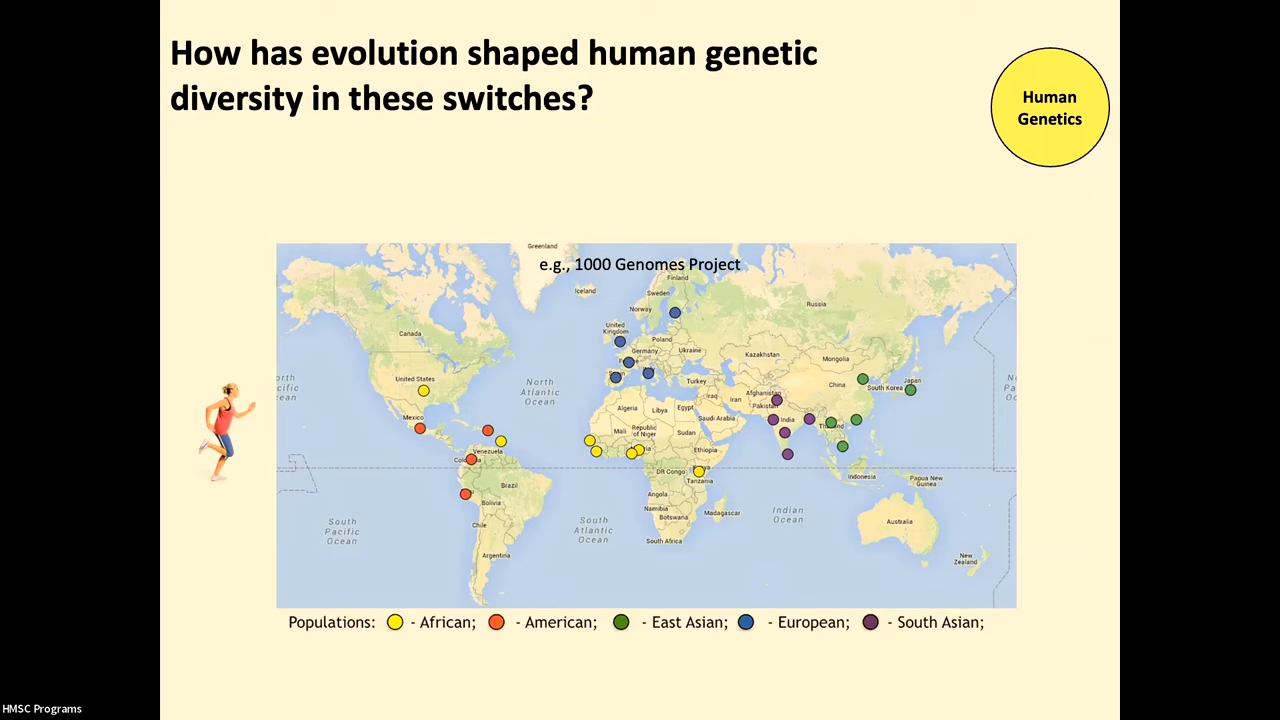 How has evolution shaped human genetic
diversity in these switches?
Human
Genetics
Greenland
e.g., 1000 Genomes Project
Finland
Iceland
Sweden
Norway
Russia
United
Kingdom
Canada
Poland
Germany
Ukraine
Kazakhstan
Mongolia
North
Atlantic
Ocean
United States
Turkey
China
South Korea
Japan
Afghanistan
Iraq
Iran
Pakistan
Algeria
Libya
Egypt
Saudi Arabia
India
Mexico
Mali
Republic
of Niger
Sudan
Venezuela
Ethiopia
DR Congo
Tanzania
Indonesia
Papua New
Guinea
Brazil
Angola
Bolivia
Namibia
Botswana
Madagascar
Indian
Ocean
South
Pacific
Ocean
South
Atlantic
Ocean
Chile
Australia
South Africa
Argentina
New
Zealand
Populations: - African; - American; - East Asian; - European; - South Asian;
HMSC Programs